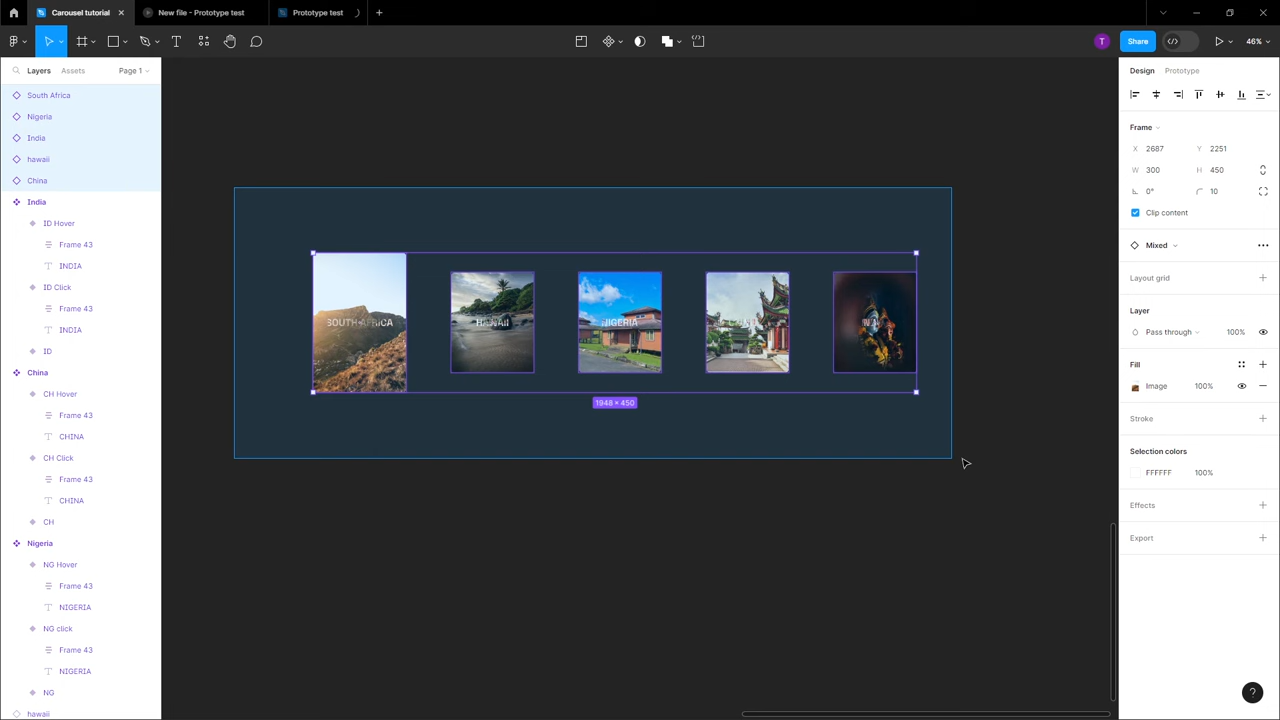 Carousel tutorial
New file - Prototype test
Prototype test
T
Share
46%
Layers
Assets
Page 1
Design
Prototype
South Africa
Nigeria
India
hawaii
China
India
ID Hover
Frame 43
INDIA
ID Click
Frame 43
INDIA
ID
China
CH Hover
Frame 43
CHINA
CH Click
Frame 43
CHINA
CH
Nigeria
NG Hover
Frame 43
NIGERIA
NG click
Frame 43
NIGERIA
NG
hawaii
SOUTH AFRICA
HAWAII
NIGERIA
1948 × 450
Frame
X 2687 Y 2251
W 300 H 450
0° 10
Clip content
Mixed
Layout grid
Layer
Pass through 100%
Fill
Image 100%
Stroke
Selection colors
FFFFFF 100%
Effects
Export
?